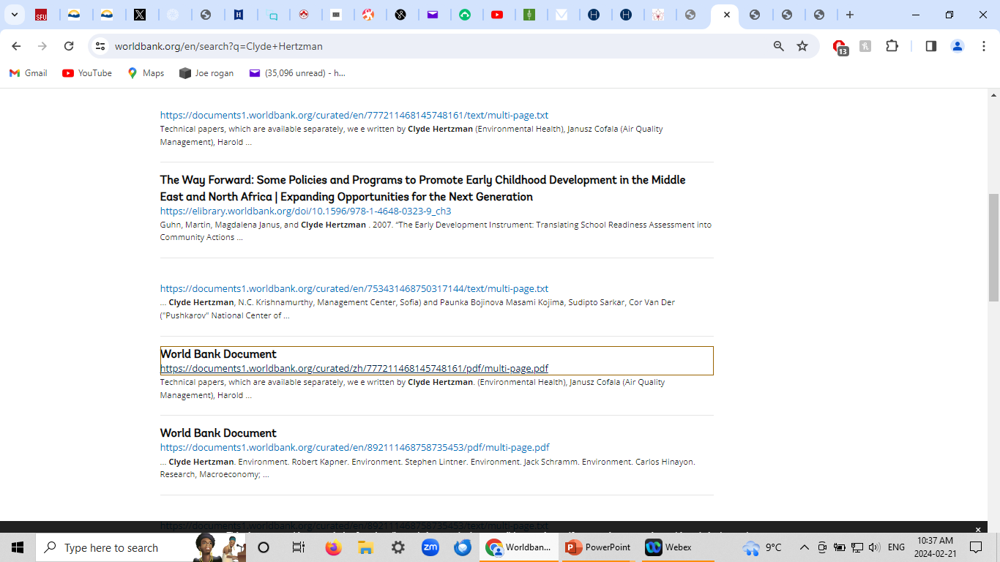 SFU
worldbank.org/en/search?q=Clyde+Hertzman
13
Gmail
YouTube
Maps
Joe rogan
(35,096 unread) - h...
https://documents1.worldbank.org/curated/en/777211468145748161/text/multi-page.txt
Technical papers, which are available separately, we e written by Clyde Hertzman (Environmental Health), Janusz Cofala (Air Quality
Management), Harold ...
The Way Forward: Some Policies and Programs to Promote Early Childhood Development in the Middle
East and North Africa | Expanding Opportunities for the Next Generation
https://elibrary.worldbank.org/doi/10.1596/978-1-4648-0323-9_ch3
Guhn, Martin, Magdalena Janus, and Clyde Hertzman . 2007. “The Early Development Instrument: Translating School Readiness Assessment into
Community Actions ...
https://documents1.worldbank.org/curated/en/753431468750317144/text/multi-page.txt
... Clyde Hertzman, N.C. Krishnamurthy, Management Center, Sofia) and Paunka Bojinova Masami Kojima, Sudipto Sarkar, Cor Van Der
("Pushkarov" National Center of ...
World Bank Document
https://documents1.worldbank.org/curated/zh/777211468145748161/pdf/multi-page.pdf
Technical papers, which are available separately, we e written by Clyde Hertzman. (Environmental Health), Janusz Cofala (Air Quality
Management), Harold ...
World Bank Document
https://documents1.worldbank.org/curated/en/892111468758735453/pdf/multi-page.pdf
... Clyde Hertzman. Environment. Robert Kapner. Environment. Stephen Lintner. Environment. Jack Schramm. Environment. Carlos Hinayon.
Research, Macroeconomy; ...
https://documents1.worldbank.org/curated/en/892111468758735453/text/multi-page.txt
Type here to search
zm
Worldban...
PowerPoint
Webex
9°C
ENG
10:37 AM
2024-02-21